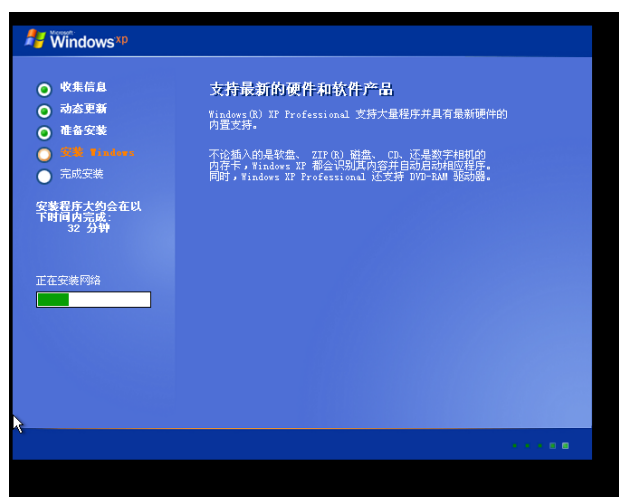 Microsoft
Windows xp
收集信息
动态更新
准备安装
安装 Windows
完成安装
安装程序大约会在以
下时间内完成:
32 分钟
正在安装网络
支持最新的硬件和软件产品
Windows(R) XP Professional 支持大量程序并具有最新硬件的
内置支持。
不论插入的是软盘、 ZIP(R) 磁盘、 CD、还是数字相机的
内存卡，Windows XP 都会识别其内容并自动启动相应程序。
同时，Windows XP Professional 还支持 DVD-RAM 驱动器。